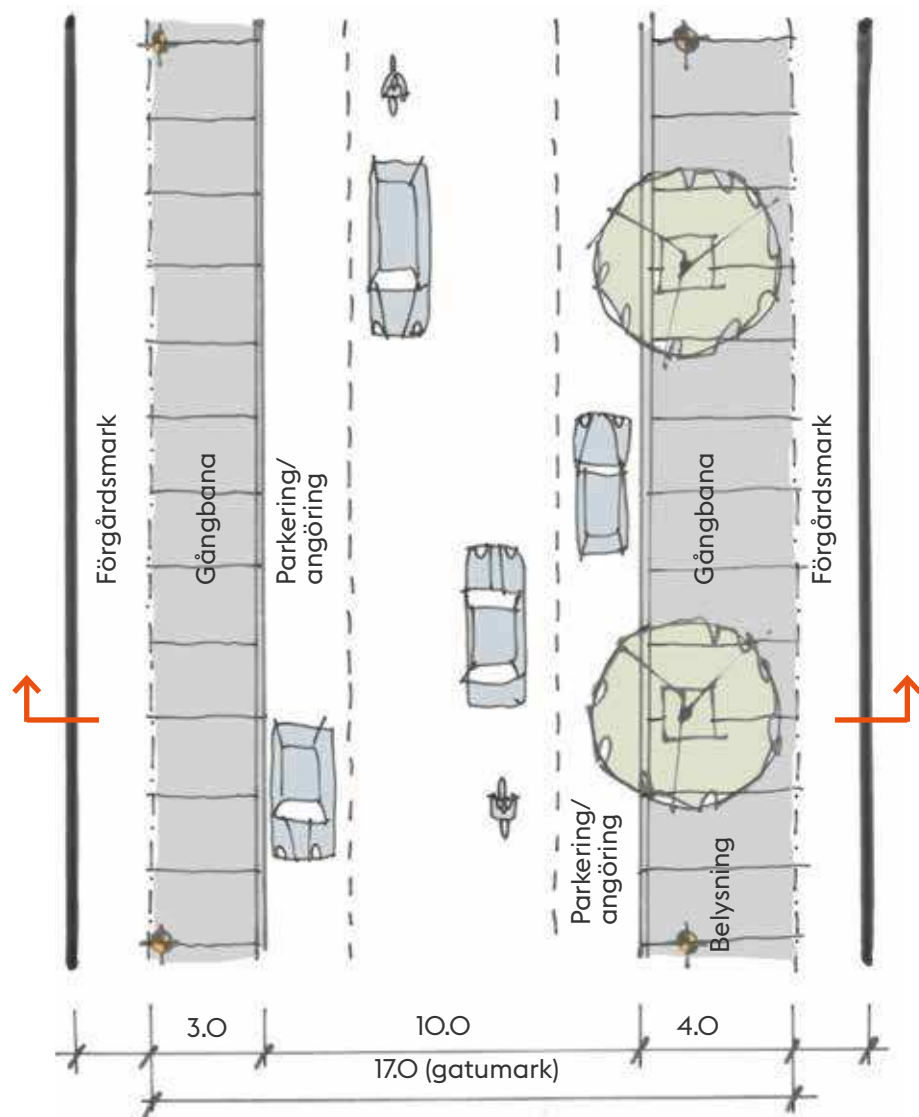 Förgårdsmark
Gångbana
Parkering/
angöring
Parkering/
angöring
Gångbana
Belysning
Förgårdsmark
3.0
10.0
4.0
17.0 (gatumark)